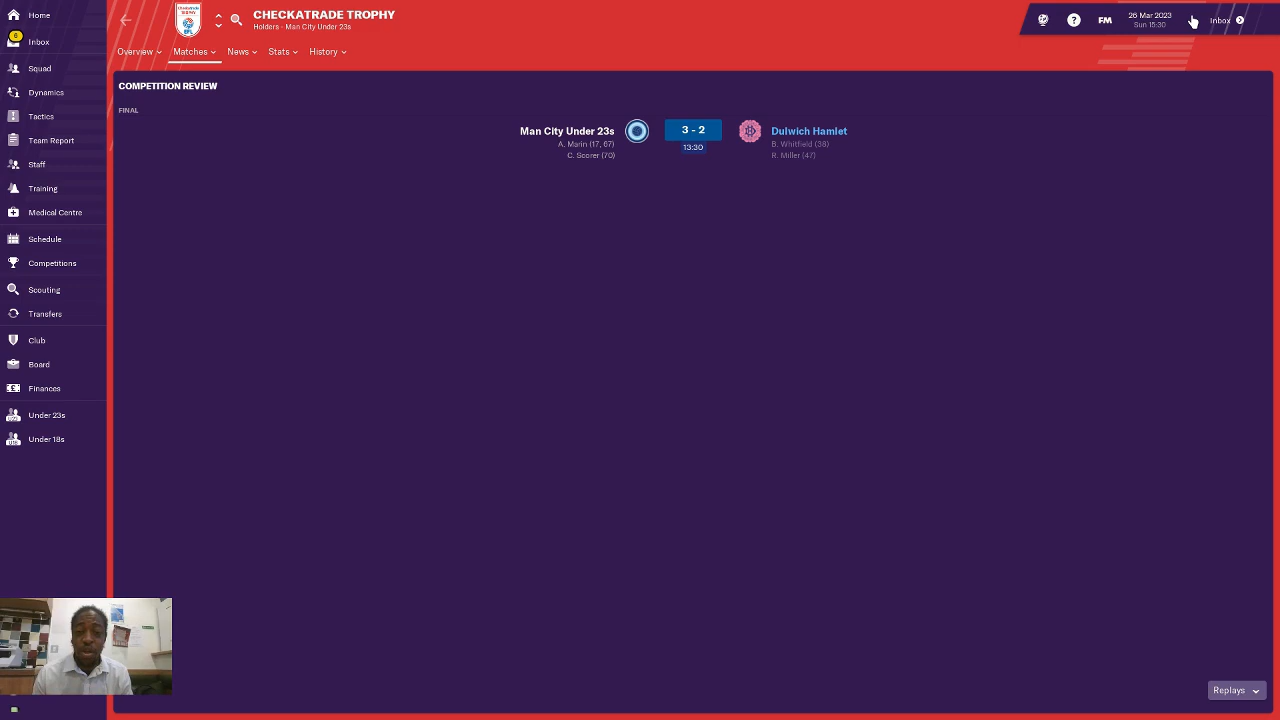 Home
6
Inbox
Squad
Dynamics
Tactics
Team Report
Staff
Training
Medical Centre
Schedule
Competitions
Scouting
Transfers
Club
Board
Finances
Under 23s
Under 18s
CHECKATRADE TROPHY
Holders - Man City Under 23s
Overview
Matches
News
Stats
History
?
FM
26 Mar 2023
Sun 15:30
Inbox
COMPETITION REVIEW
FINAL
Man City Under 23s 3 - 2 Dulwich Hamlet
A. Marin (17, 67) 13:30 B. Whitfield (38)
C. Scorer (70) R. Miller (47)
Replays